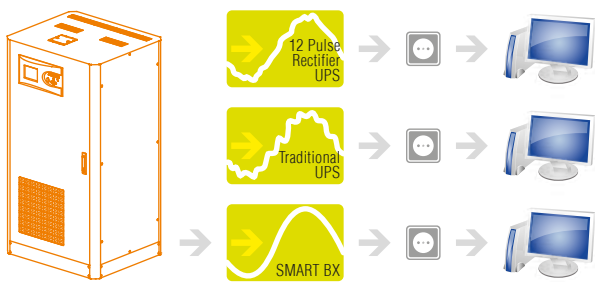 12 Pulse
Rectifier
UPS
Traditional
UPS
SMART BX